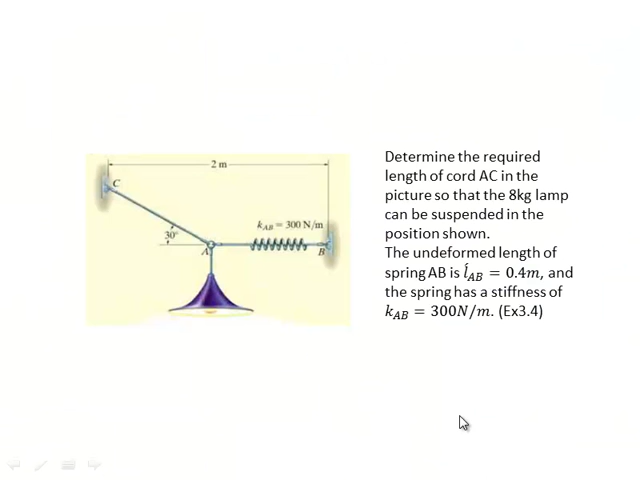 2 m
C
k_AB = 300 N/m
30°
A
B
Determine the required
length of cord AC in the
picture so that the 8kg lamp
can be suspended in the
position shown.
The undeformed length of
spring AB is ĺ_AB = 0.4m, and
the spring has a stiffness of
k_AB = 300N/m. (Ex3.4)